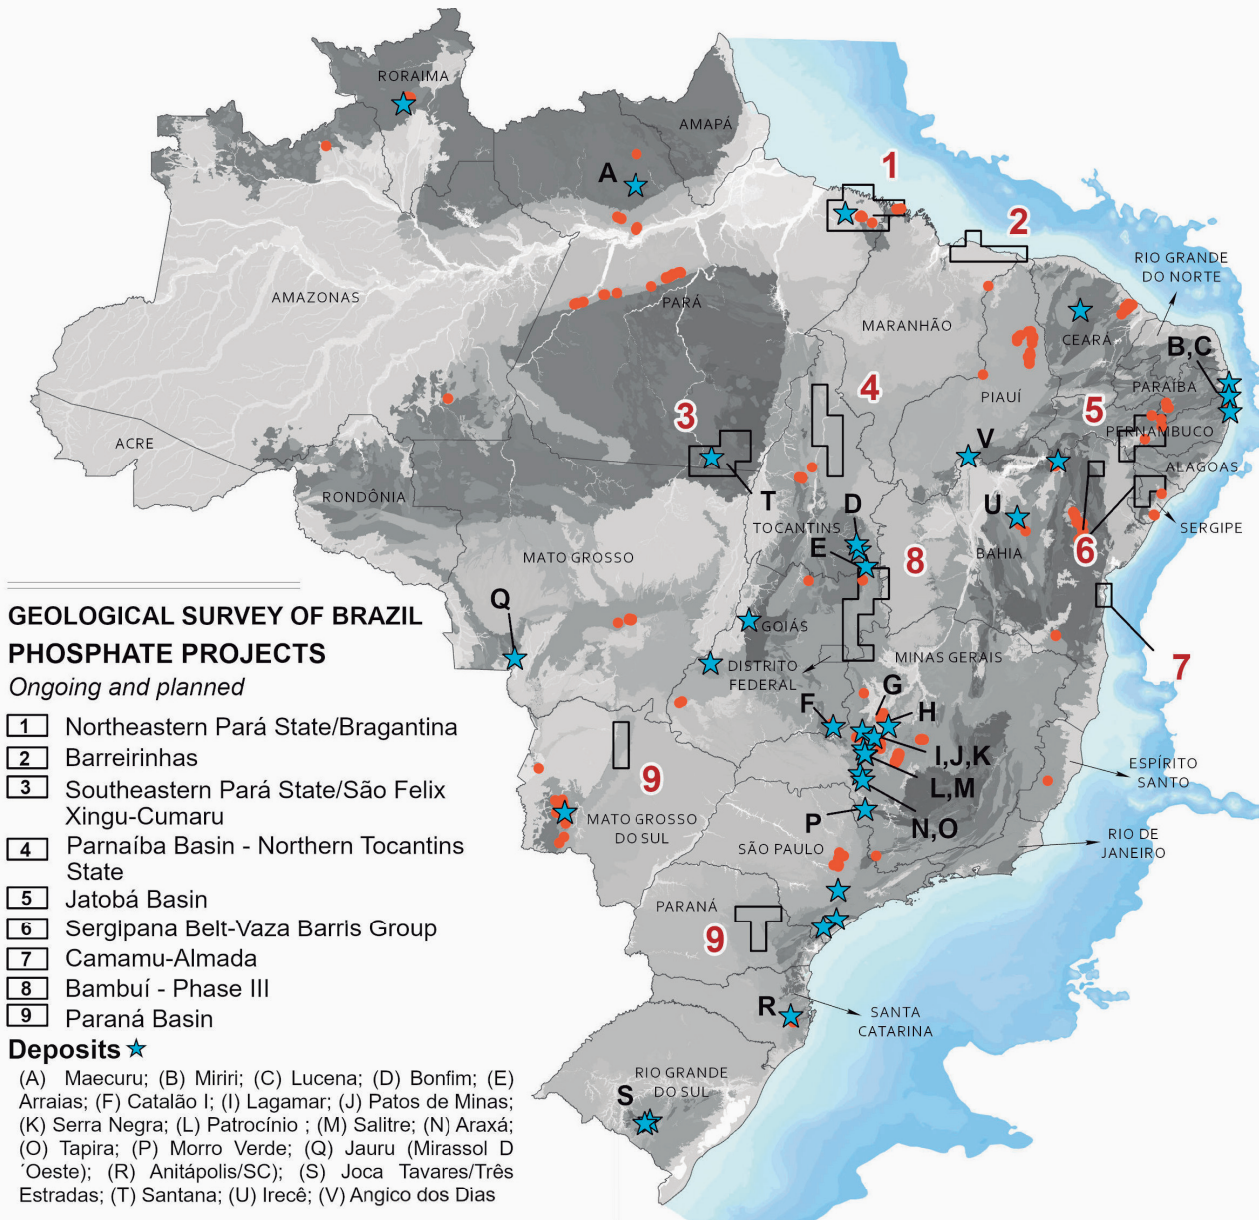 RORAIMA
AMAPÁ
A
1
2
RIO GRANDE
DO NORTE
AMAZONAS
PARÁ
MARANHÃO
CEARÁ
B,C
PARAÍBA
4
3
5
PIAUÍ
PERNAMBUCO
ACRE
V
ALAGOAS
RONDÔNIA
T
D
TOCANTINS
U
SERGIPE
E
BAHIA
6
MATO GROSSO
8
Q
GOIÁS
DISTRITO
FEDERAL
MINAS GERAIS
7
G
F
H
I,J,K
9
L,M
ESPÍRITO
SANTO
MATO GROSSO
DO SUL
P
N,O
SÃO PAULO
RIO DE
JANEIRO
PARANÁ
9
R
SANTA
CATARINA
RIO GRANDE
DO SUL
S
GEOLOGICAL SURVEY OF BRAZIL
PHOSPHATE PROJECTS
Ongoing and planned
1 Northeastern Pará State/Bragantina
2 Barreirinhas
3 Southeastern Pará State/São Felix
Xingu-Cumaru
4 Parnaíba Basin - Northern Tocantins
State
5 Jatobá Basin
6 Sergipana Belt-Vaza Barris Group
7 Camamu-Almada
8 Bambuí - Phase III
9 Paraná Basin
Deposits
(A) Maecuru; (B) Miriri; (C) Lucena; (D) Bonfim; (E)
Arraias; (F) Catalão I; (I) Lagamar; (J) Patos de Minas;
(K) Serra Negra; (L) Patrocínio ; (M) Salitre; (N) Araxá;
(O) Tapira; (P) Morro Verde; (Q) Jauru (Mirassol D
´Oeste); (R) Anitápolis/SC); (S) Joca Tavares/Três
Estradas; (T) Santana; (U) Irecê; (V) Angico dos Dias